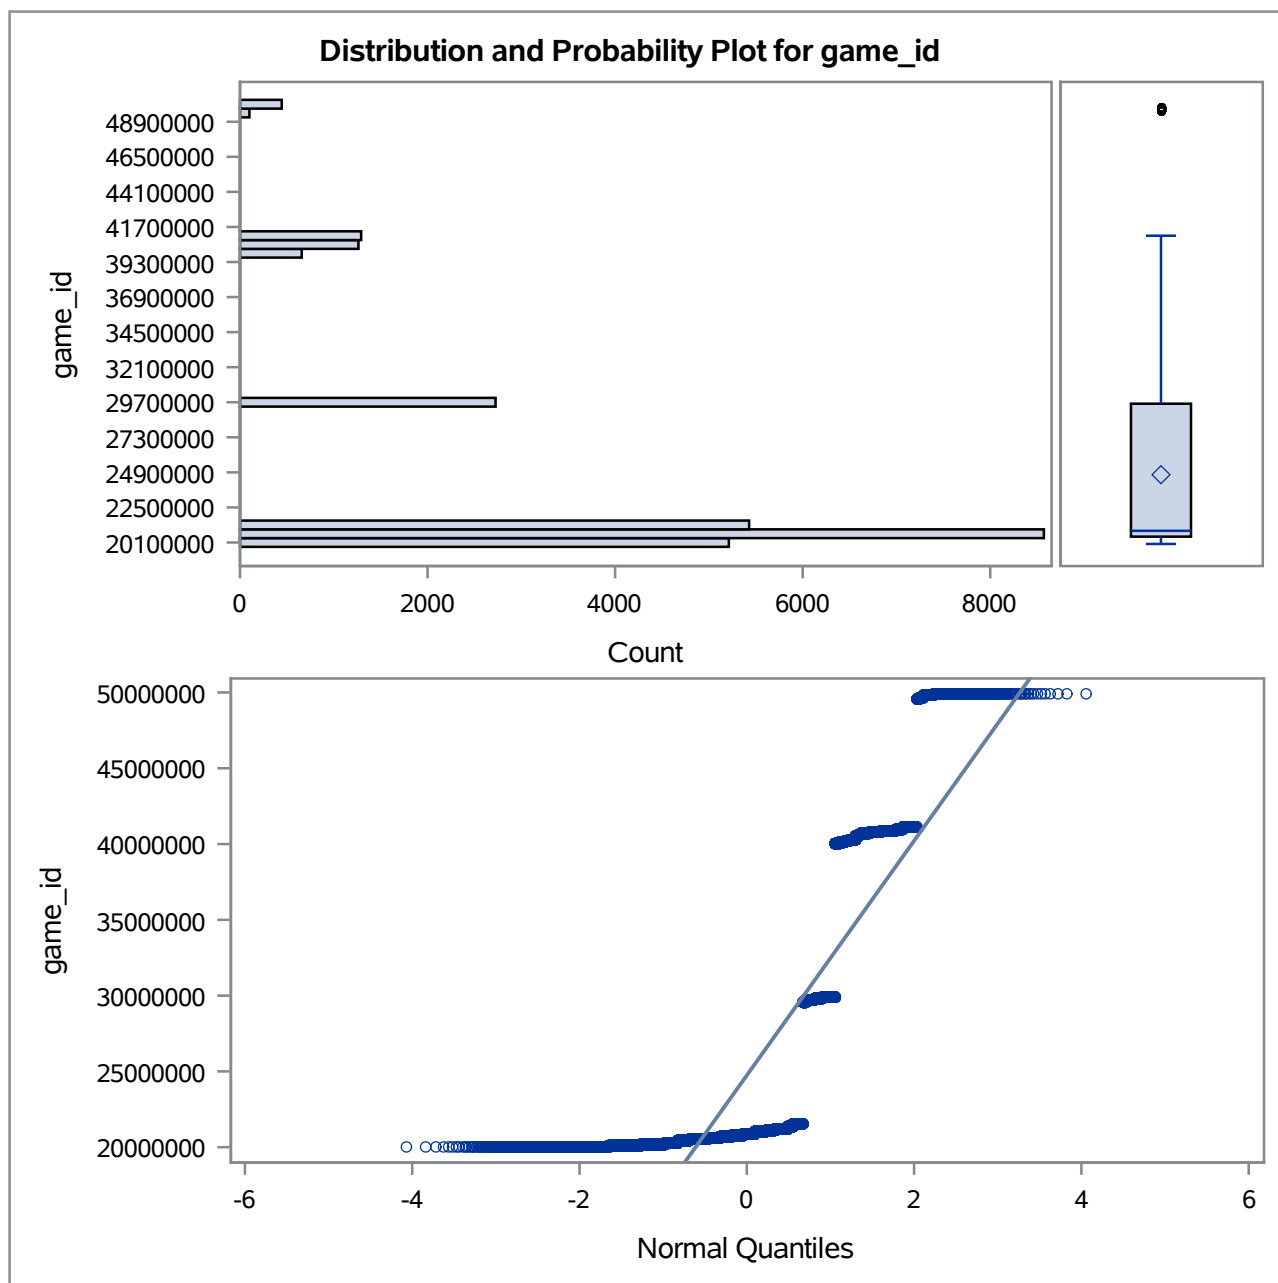 Distribution and Probability Plot for game_id
48900000
46500000
44100000
41700000
39300000
36900000
34500000
32100000
29700000
27300000
24900000
22500000
20100000
game_id
0 2000 4000 6000 8000
Count
50000000
45000000
40000000
35000000
30000000
25000000
20000000
game_id
-6 -4 -2 0 2 4 6
Normal Quantiles